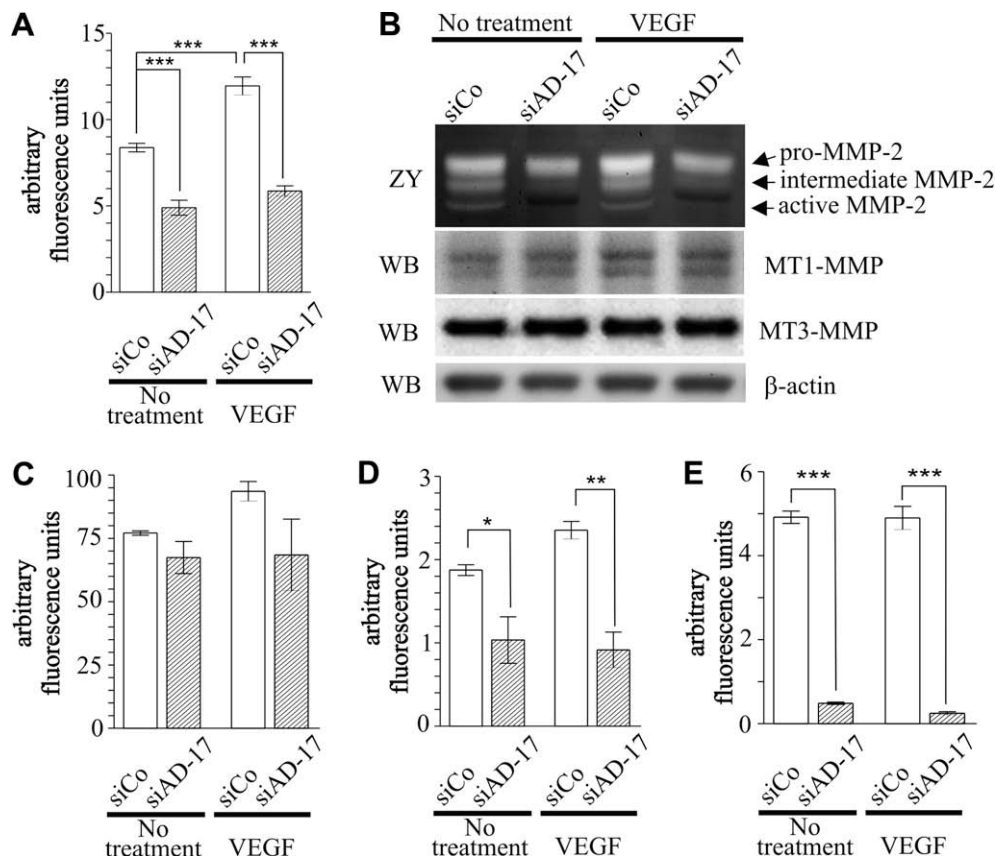 A
arbitrary
fluorescence units
15
10
5
0
***
***
***
siCo
siAD-17
siCo
siAD-17
No
treatment
VEGF
B
No treatment
VEGF
siCo
siAD-17
siCo
siAD-17
ZY
pro-MMP-2
intermediate MMP-2
active MMP-2
WB
MT1-MMP
WB
MT3-MMP
WB
β-actin
C
arbitrary
fluorescence units
100
75
50
25
0
siCo
siAD-17
siCo
siAD-17
No
treatment
VEGF
D
arbitrary
fluorescence units
3
2
1
0
*
**
siCo
siAD-17
siCo
siAD-17
No
treatment
VEGF
E
arbitrary
fluorescence units
6
4
2
0
***
***
siCo
siAD-17
siCo
siAD-17
No
treatment
VEGF